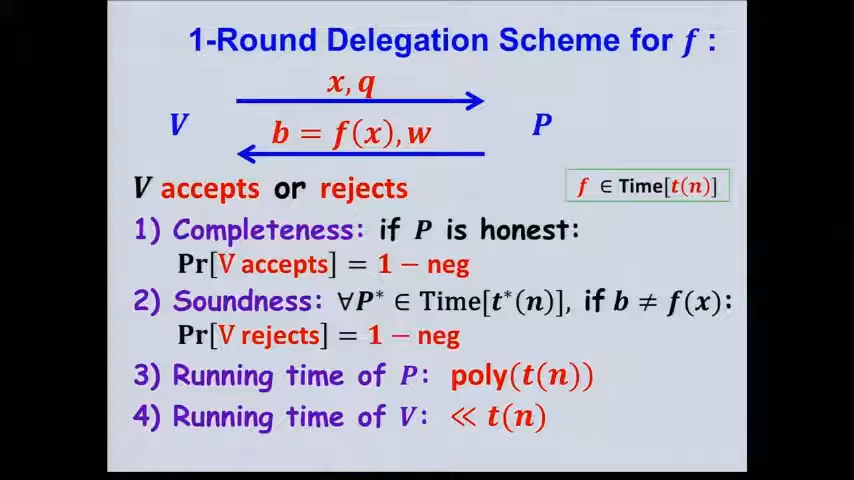 1-Round Delegation Scheme for f :
x, q
V
P
b = f(x), w
V accepts or rejects
f ∈ Time[t(n)]
1) Completeness: if P is honest:
Pr[V accepts] = 1 − neg
2) Soundness: ∀P* ∈ Time[t*(n)], if b ≠ f(x):
Pr[V rejects] = 1 − neg
3) Running time of P: poly(t(n))
4) Running time of V: ≪ t(n)